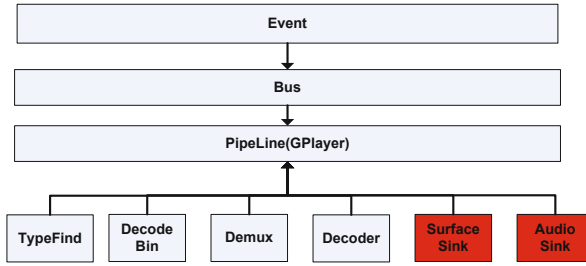 Event
Bus
PipeLine(GPlayer)
TypeFind
Decode
Bin
Demux
Decoder
Surface
Sink
Audio
Sink